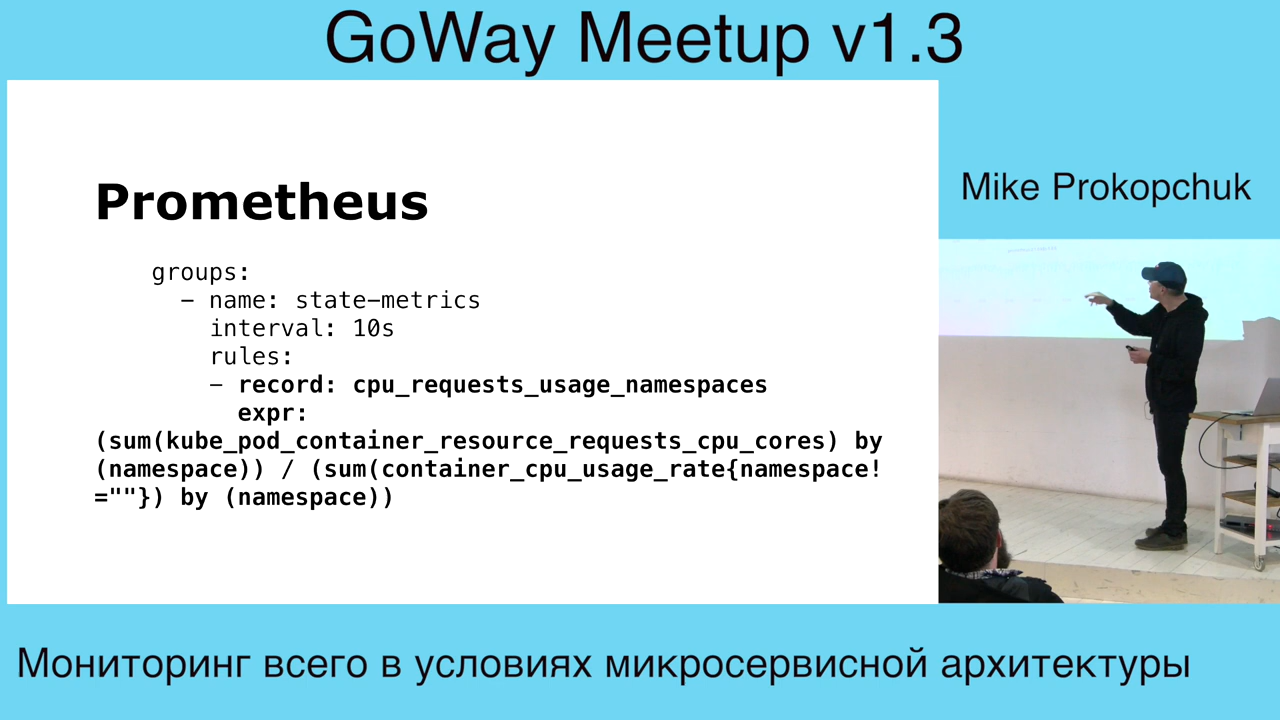 GoWay Meetup v1.3
Prometheus
groups:
- name: state-metrics
interval: 10s
rules:
- record: cpu_requests_usage_namespaces
expr:
(sum(kube_pod_container_resource_requests_cpu_cores) by
(namespace)) / (sum(container_cpu_usage_rate{namespace!
=""}) by (namespace))
Mike Prokopchuk
Мониторинг всего в условиях микросервисной архитектуры